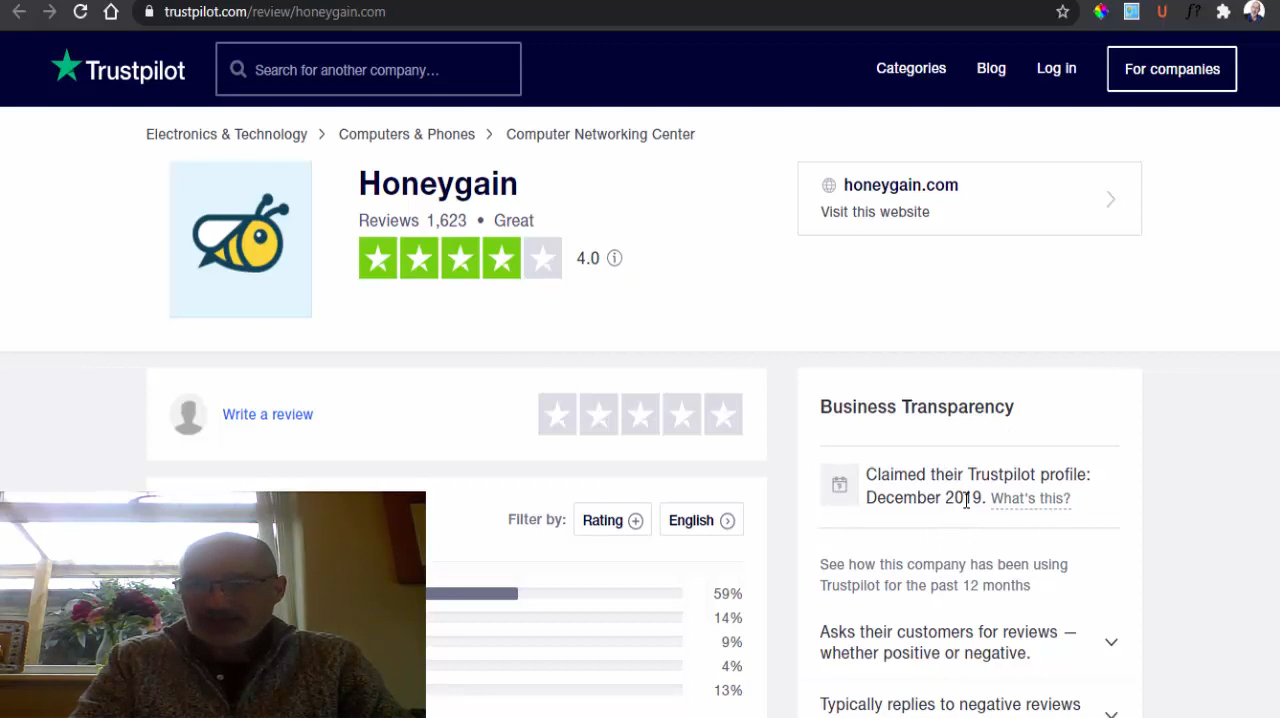 trustpilot.com/review/honeygain.com
Trustpilot
Search for another company...
Categories
Blog
Log in
For companies
Electronics & Technology
Computers & Phones
Computer Networking Center
Honeygain
Reviews 1,623 • Great
4.0
honeygain.com
Visit this website
Write a review
Filter by:
Rating
English
59%
14%
9%
4%
13%
Business Transparency
Claimed their Trustpilot profile:
December 2019. What's this?
See how this company has been using
Trustpilot for the past 12 months
Asks their customers for reviews —
whether positive or negative.
Typically replies to negative reviews